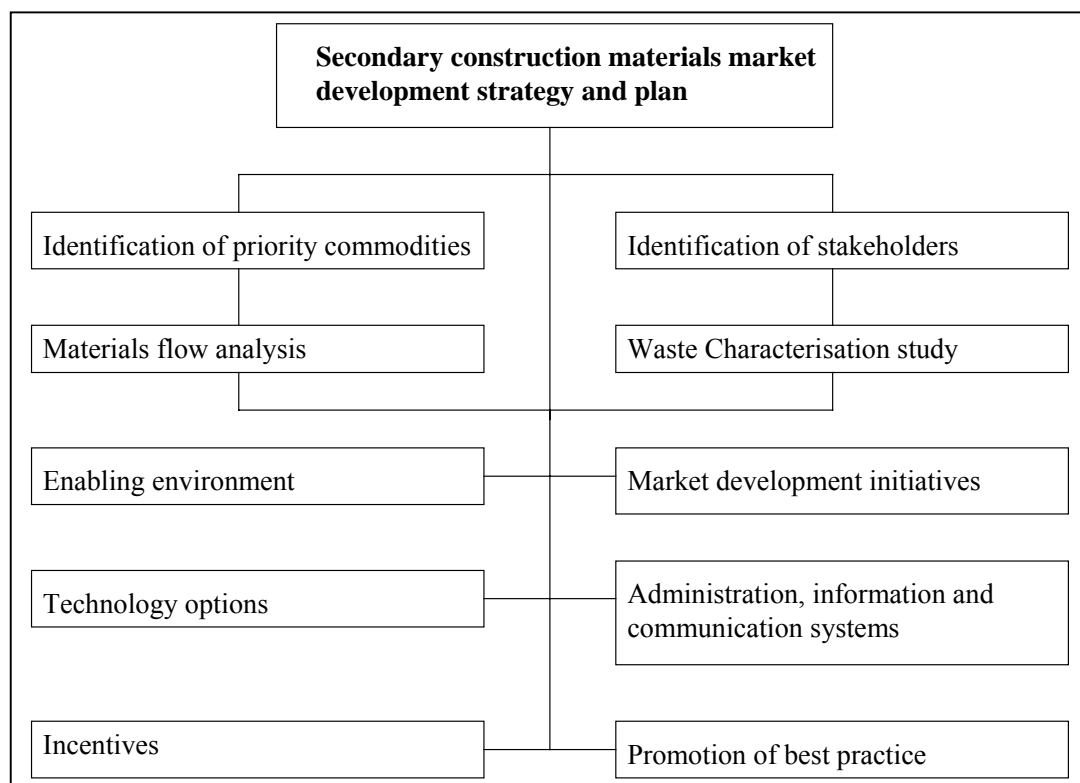 Secondary construction materials market
development strategy and plan
Identification of priority commodities
Identification of stakeholders
Materials flow analysis
Waste Characterisation study
Enabling environment
Market development initiatives
Technology options
Administration, information and
communication systems
Incentives
Promotion of best practice